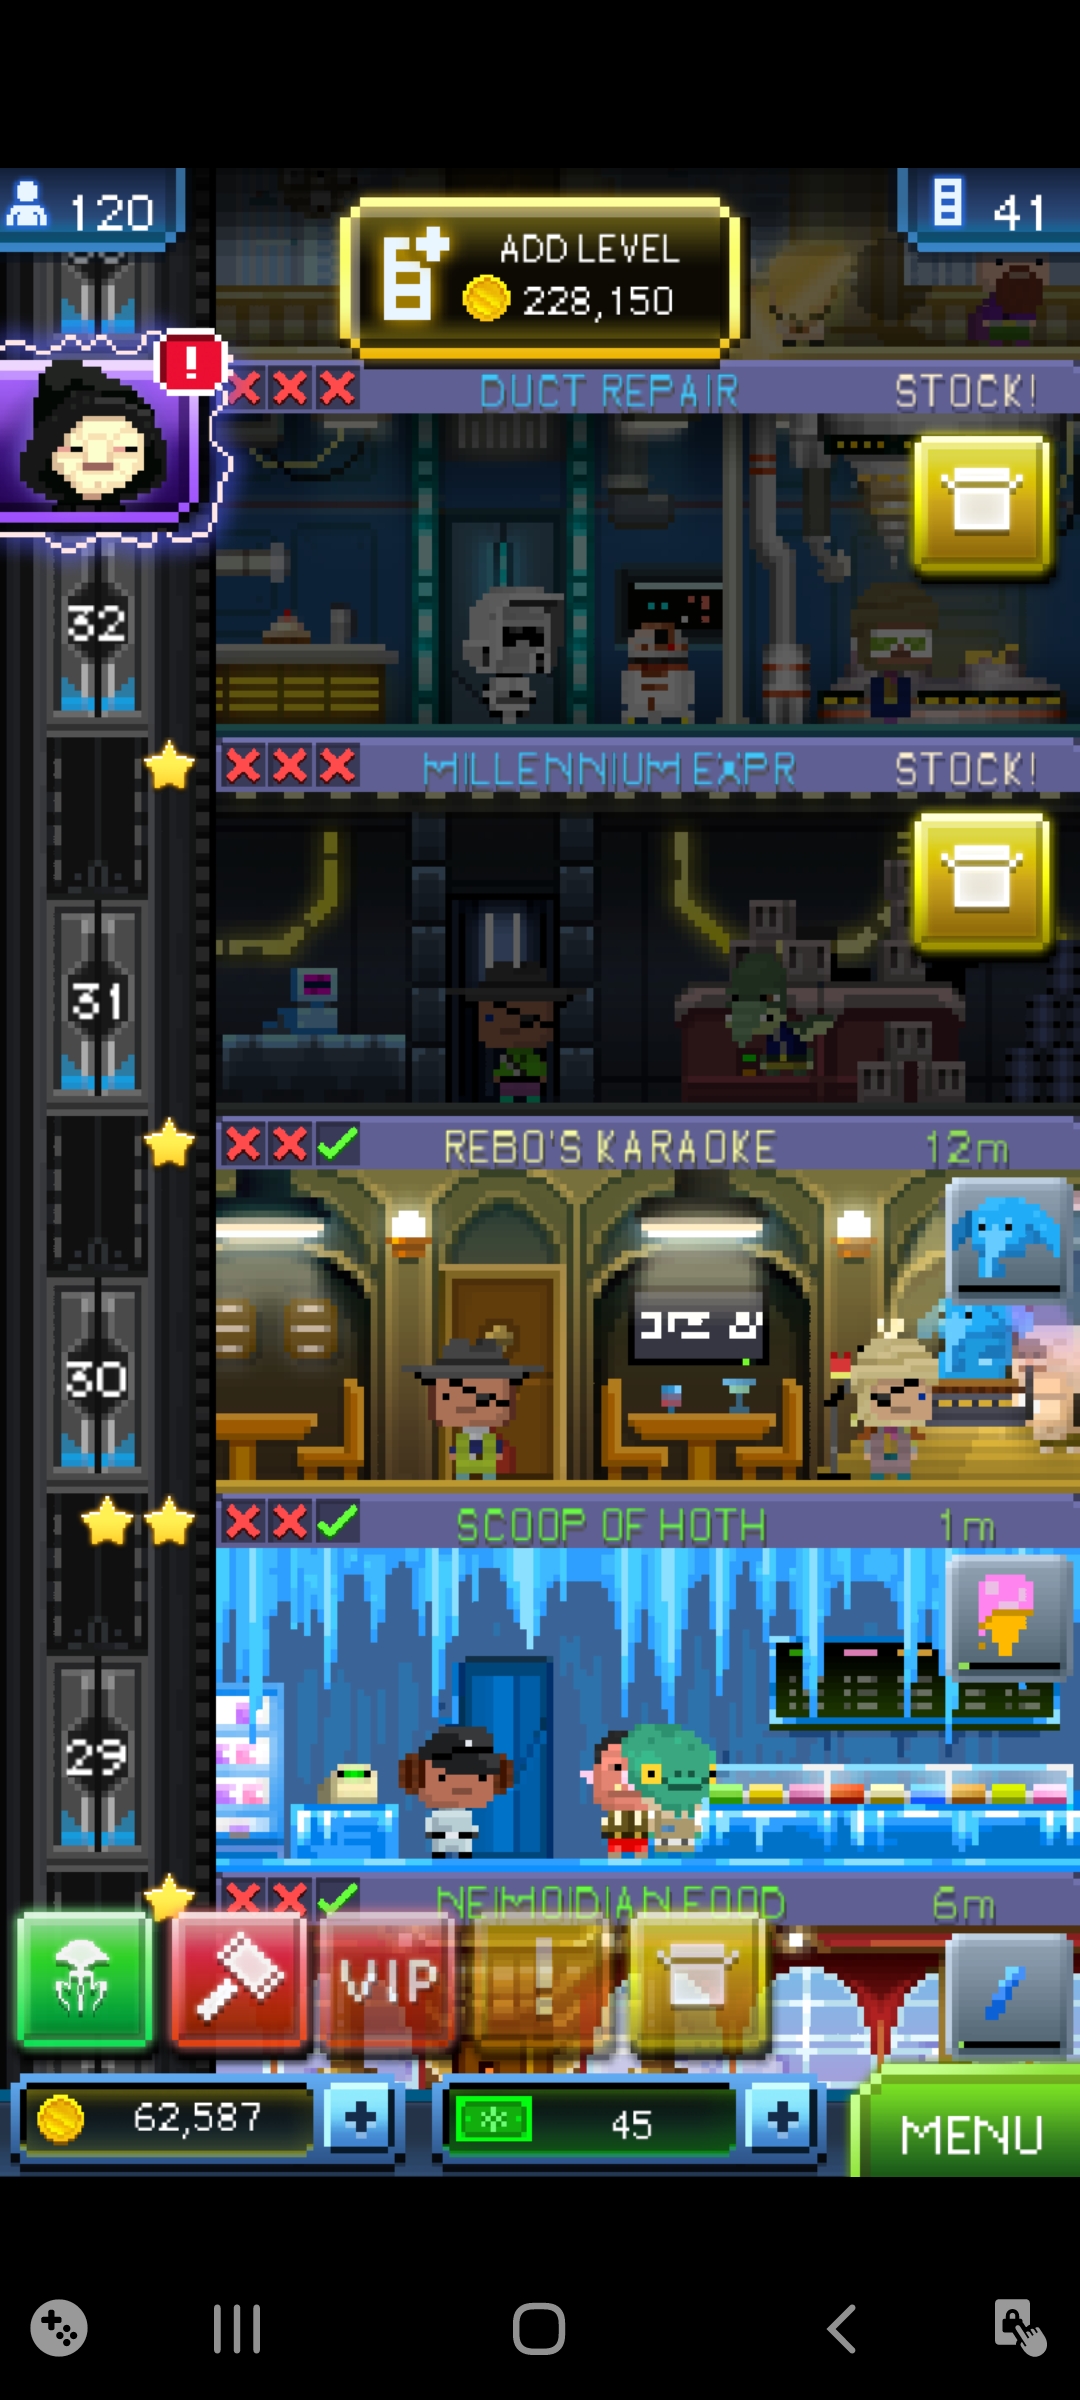 120
ADD LEVEL
228,150
41
DUCT REPAIR
STOCK!
32
MILLENNIUM EXPR
STOCK!
31
REBO'S KARAOKE
12m
30
SCOOP OF HOTH
1m
29
NEIMOIDIAN FOOD
6m
VIP
!
62,587
45
MENU